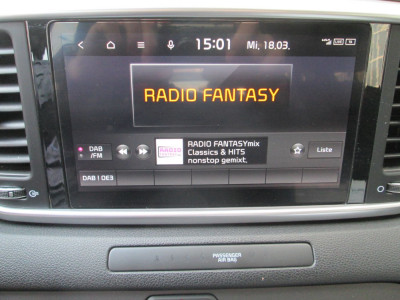 15:01 Mi, 18.03.
RADIO FANTASY
DAB
/FM
RADIO FANTASYmix
Classics & HITS
nonstop gemixt.
Liste
DAB | DE3
PASSENGER
AIR BAG